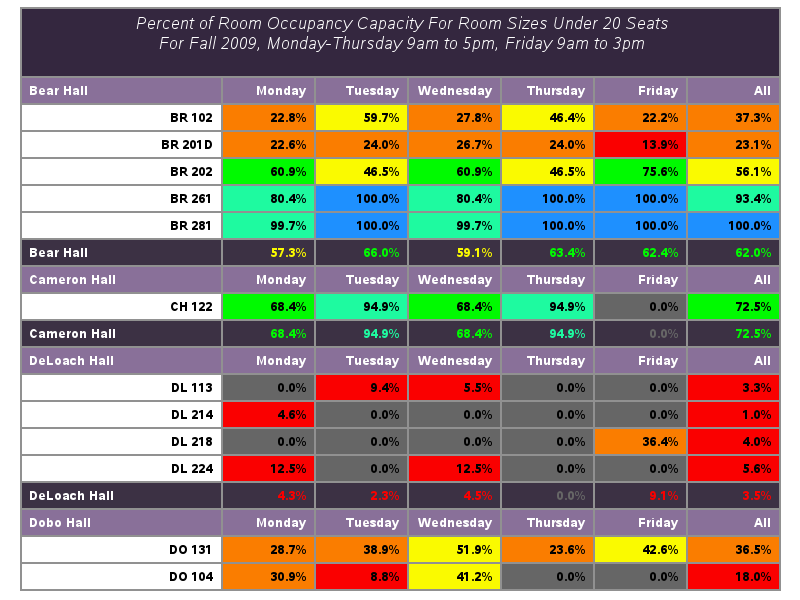 Percent of Room Occupancy Capacity For Room Sizes Under 20 Seats
For Fall 2009, Monday-Thursday 9am to 5pm, Friday 9am to 3pm
Bear Hall Monday Tuesday Wednesday Thursday Friday All
BR 102 22.8% 59.7% 27.8% 46.4% 22.2% 37.3%
BR 201D 22.6% 24.0% 26.7% 24.0% 13.9% 23.1%
BR 202 60.9% 46.5% 60.9% 46.5% 75.6% 56.1%
BR 261 80.4% 100.0% 80.4% 100.0% 100.0% 93.4%
BR 281 99.7% 100.0% 99.7% 100.0% 100.0% 100.0%
Bear Hall 57.3% 66.0% 59.1% 63.4% 62.4% 62.0%
Cameron Hall Monday Tuesday Wednesday Thursday Friday All
CH 122 68.4% 94.9% 68.4% 94.9% 0.0% 72.5%
Cameron Hall 68.4% 94.9% 68.4% 94.9% 0.0% 72.5%
DeLoach Hall Monday Tuesday Wednesday Thursday Friday All
DL 113 0.0% 9.4% 5.5% 0.0% 0.0% 3.3%
DL 214 4.6% 0.0% 0.0% 0.0% 0.0% 1.0%
DL 218 0.0% 0.0% 0.0% 0.0% 36.4% 4.0%
DL 224 12.5% 0.0% 12.5% 0.0% 0.0% 5.6%
DeLoach Hall 4.3% 2.3% 4.5% 0.0% 9.1% 3.5%
Dobo Hall Monday Tuesday Wednesday Thursday Friday All
DO 131 28.7% 38.9% 51.9% 23.6% 42.6% 36.5%
DO 104 30.9% 8.8% 41.2% 0.0% 0.0% 18.0%